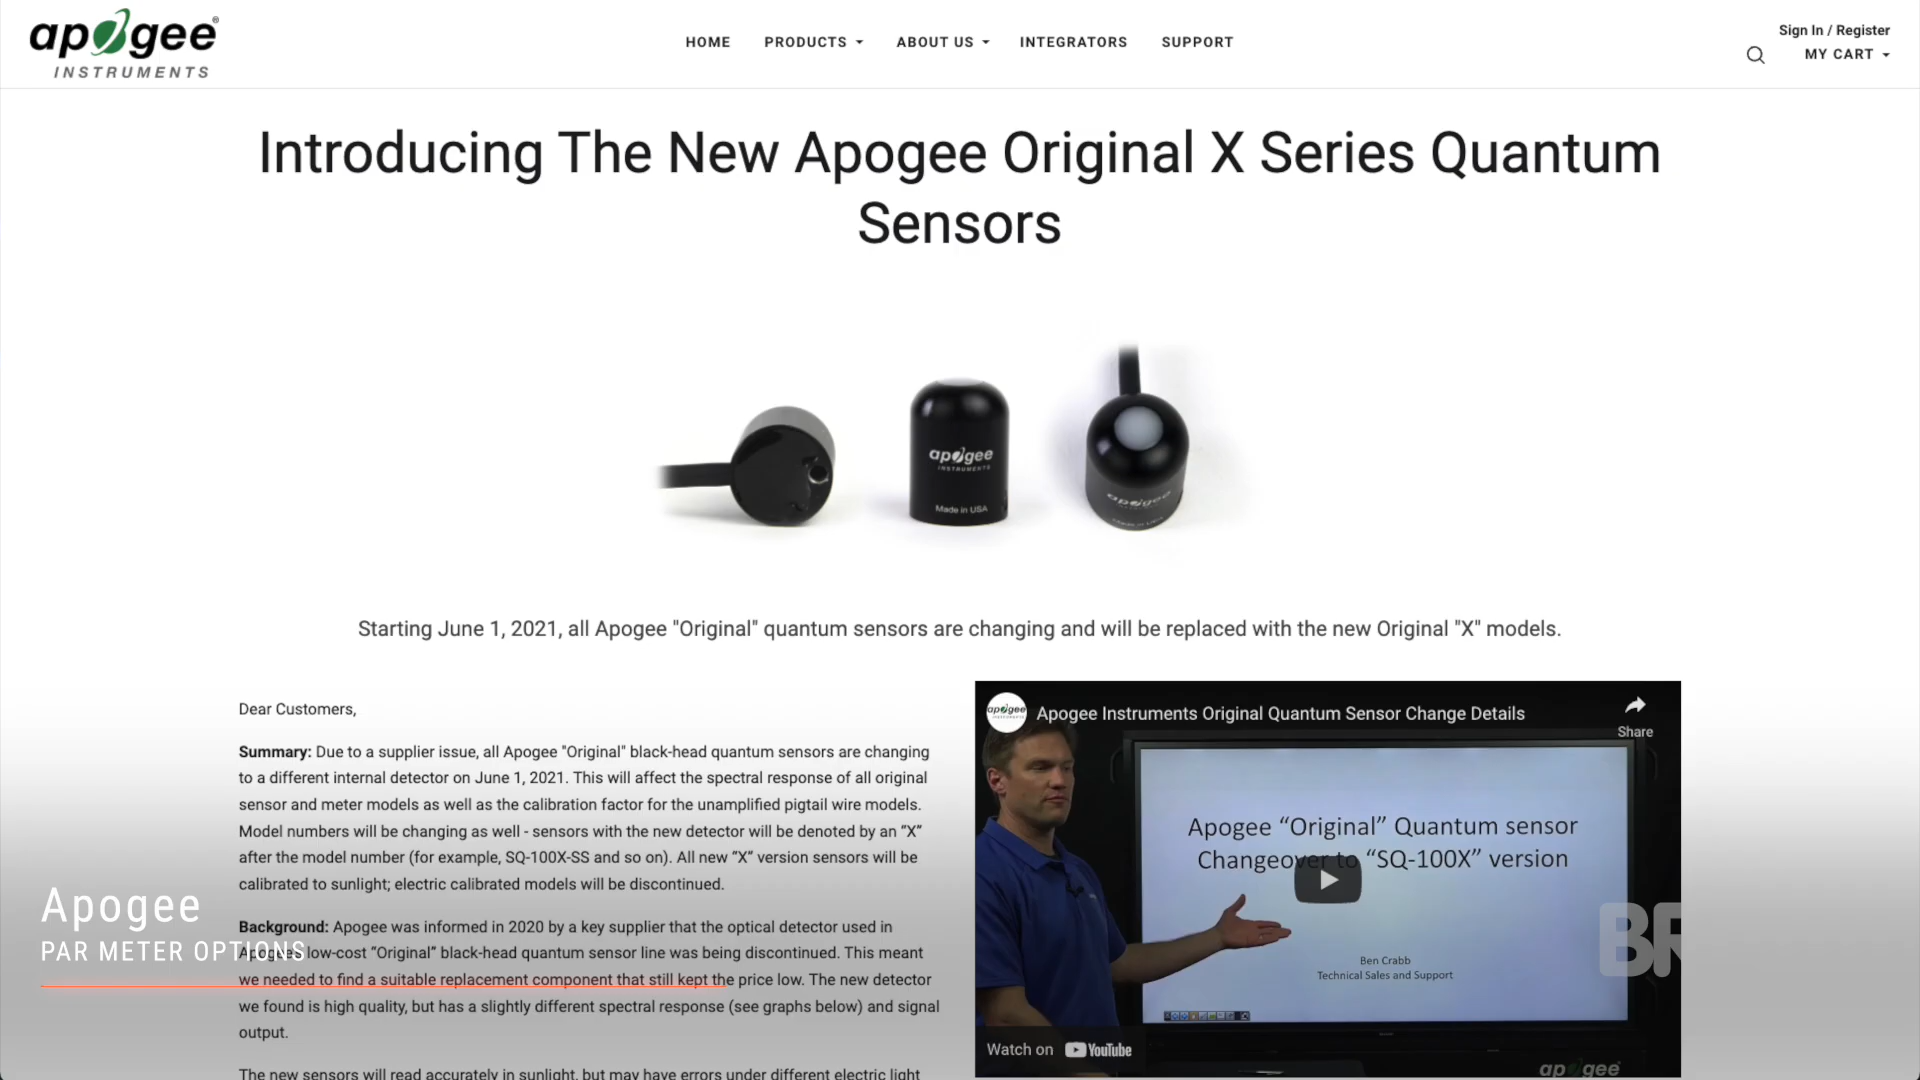 apogee®
INSTRUMENTS
HOME PRODUCTS ABOUT US INTEGRATORS SUPPORT
Sign In / Register
MY CART
Introducing The New Apogee Original X Series Quantum
Sensors
apogee
INSTRUMENTS
Made in USA
apogee
Starting June 1, 2021, all Apogee "Original" quantum sensors are changing and will be replaced with the new Original "X" models.
Dear Customers,
Summary: Due to a supplier issue, all Apogee "Original" black-head quantum sensors are changing
to a different internal detector on June 1, 2021. This will affect the spectral response of all original
sensor and meter models as well as the calibration factor for the unamplified pigtail wire models.
Model numbers will be changing as well - sensors with the new detector will be denoted by an “X”
after the model number (for example, SQ-100X-SS and so on). All new “X” version sensors will be
calibrated to sunlight; electric calibrated models will be discontinued.
Background: Apogee was informed in 2020 by a key supplier that the optical detector used in
Apogee's low-cost “Original” black-head quantum sensor line was being discontinued. This meant
we needed to find a suitable replacement component that still kept the price low. The new detector
we found is high quality, but has a slightly different spectral response (see graphs below) and signal
output.
The new sensors will read accurately in sunlight, but may have errors under different electric light
Apogee
PAR METER OPTIONS
apogee
INSTRUMENTS
Apogee Instruments Original Quantum Sensor Change Details
Share
Apogee “Original” Quantum sensor
Changeover to “SQ-100X” version
Ben Crabb
Technical Sales and Support
Watch on YouTube
apogee
BR